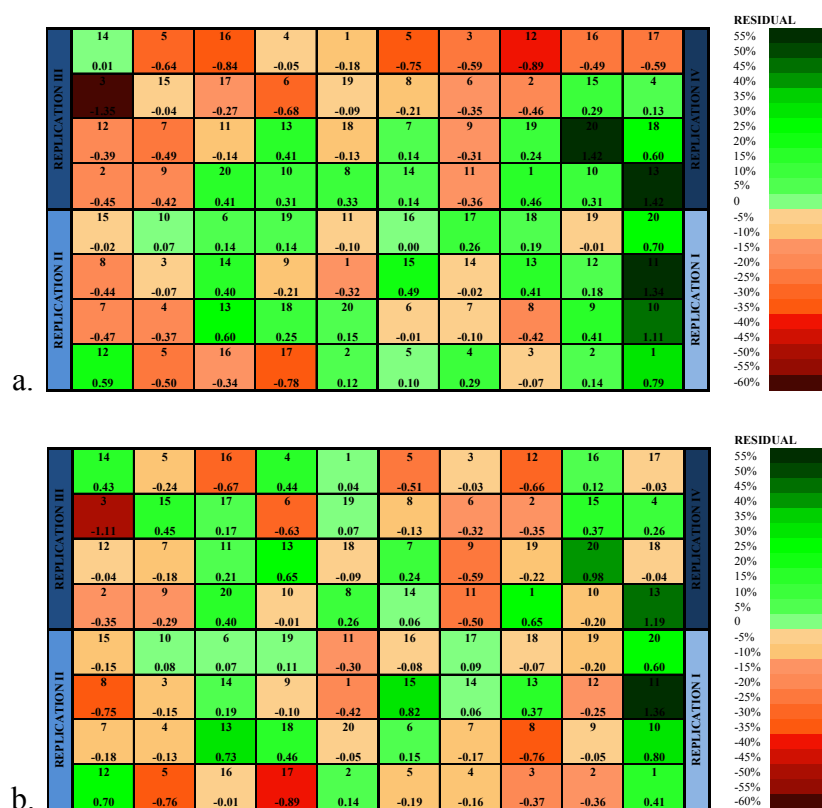 RESIDUAL
14 5 16 4 1 5 3 12 16 17 55%
0.01 -0.64 -0.84 -0.05 -0.18 -0.75 -0.59 -0.89 -0.49 -0.59 50%
45%
3 15 17 6 19 8 6 2 15 4 40%
-1.35 -0.04 -0.27 -0.68 -0.09 -0.21 -0.35 -0.46 0.29 0.13 35%
REPLICATION III REPLICATION IV 30%
12 7 11 13 18 7 9 19 20 18 25%
-0.39 -0.49 -0.14 0.41 -0.13 0.14 -0.31 0.24 1.42 0.60 20%
15%
2 9 20 10 8 14 11 1 10 13 10%
-0.45 -0.42 0.41 0.31 0.33 0.14 -0.36 0.46 0.31 1.42 5%
0
15 10 6 19 11 16 17 18 19 20 -5%
-0.02 0.07 0.14 0.14 -0.10 0.00 0.26 0.19 -0.01 0.70 -10%
-15%
8 3 14 9 1 15 14 13 12 11 -20%
-0.44 -0.07 0.40 -0.21 -0.32 0.49 -0.02 0.41 0.18 1.34 -25%
REPLICATION II REPLICATION I -30%
7 4 13 18 20 6 7 8 9 10 -35%
-0.47 -0.37 0.60 0.25 0.15 -0.01 -0.10 -0.42 0.41 1.11 -40%
-45%
12 5 16 17 2 5 4 3 2 1 -50%
-55%
a. 0.59 -0.50 -0.34 -0.78 0.12 0.10 0.29 -0.07 0.14 0.79 -60%
RESIDUAL
14 5 16 4 1 5 3 12 16 17 55%
0.43 -0.24 -0.67 0.44 0.04 -0.51 -0.03 -0.66 0.12 -0.03 50%
45%
3 15 17 6 19 8 6 2 15 4 40%
-1.11 0.45 0.17 -0.63 0.07 -0.13 -0.32 -0.35 0.37 0.26 35%
REPLICATION III REPLICATION IV 30%
12 7 11 13 18 7 9 19 20 18 25%
-0.04 -0.18 0.21 0.65 -0.09 0.24 -0.59 -0.22 0.98 -0.04 20%
15%
2 9 20 10 8 14 11 1 10 13 10%
-0.35 -0.29 0.40 -0.01 0.26 0.06 -0.50 0.65 -0.20 1.19 5%
0
15 10 6 19 11 16 17 18 19 20 -5%
-0.15 0.08 0.07 0.11 -0.30 -0.08 0.09 -0.07 -0.20 0.60 -10%
-15%
8 3 14 9 1 15 14 13 12 11 -20%
-0.75 -0.15 0.19 -0.10 -0.42 0.82 0.06 0.37 -0.25 1.36 -25%
REPLICATION II REPLICATION I -30%
7 4 13 18 20 6 7 8 9 10 -35%
-0.18 -0.13 0.73 0.46 -0.05 0.15 -0.17 -0.76 -0.05 0.80 -40%
-45%
12 5 16 17 2 5 4 3 2 1 -50%
-55%
b. 0.70 -0.76 -0.01 -0.89 0.14 -0.19 -0.16 -0.37 -0.36 0.41 -60%